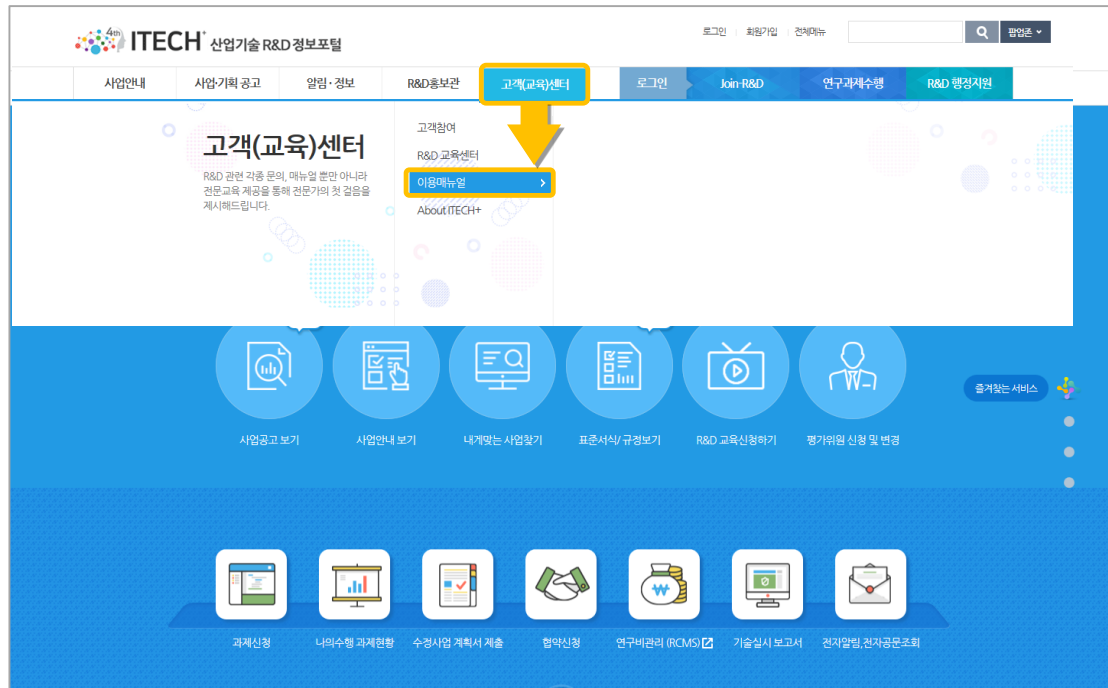 4th ITECH+ 산업기술 R&D 정보포털
로그인 회원가입 전체메뉴 팝업존
사업안내 사업·기획 공고 알림·정보 R&D홍보관 고객(교육)센터 로그인 Join-R&D 연구과제수행 R&D 행정지원
고객(교육)센터
R&D 관련 각종 문의, 매뉴얼 뿐만 아니라
전문교육 제공을 통해 전문가의 첫 걸음을
제시해드립니다.
고객참여
R&D 교육센터
이용매뉴얼
About ITECH+
즐겨찾는 서비스
사업공고 보기 사업안내 보기 내게맞는 사업찾기 표준서식/ 규정보기 R&D 교육신청하기 평가위원 신청 및 변경
과제신청 나의수행 과제현황 수정사업 계획서 제출 협약신청 연구비관리 (RCMS) 기술실시 보고서 전자알림,전자공문조회